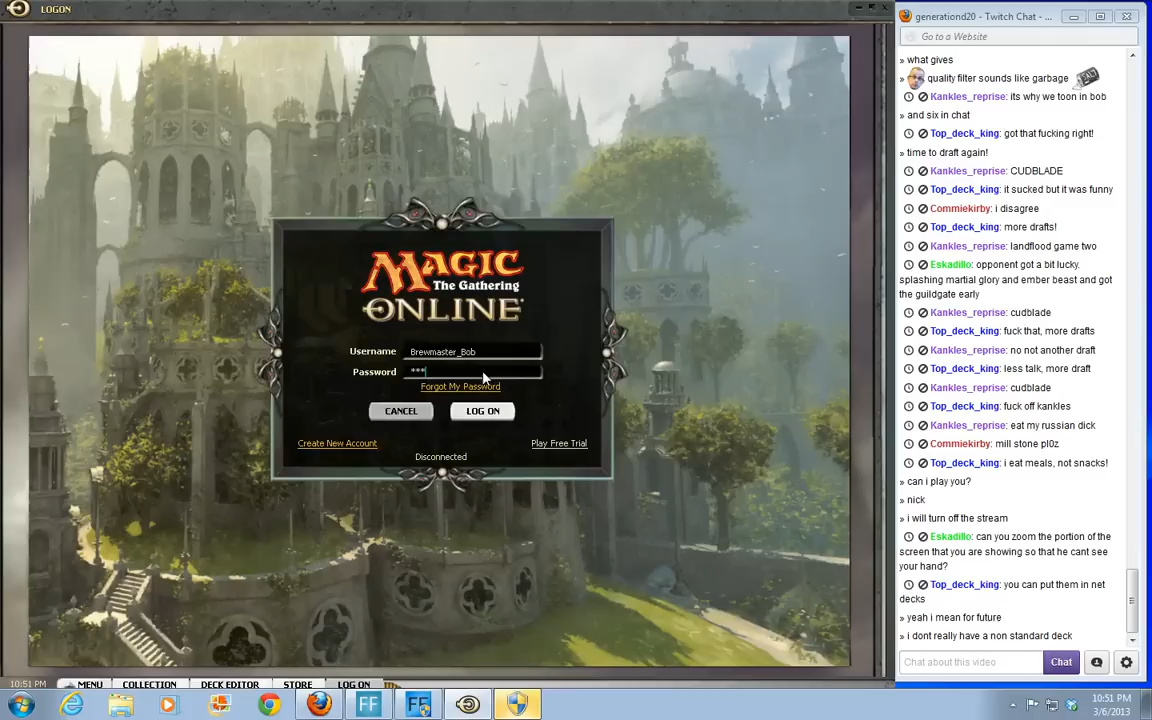 LOGON
MAGIC
The Gathering
ONLINE
Username Brewmaster_Bob
Password ***
Forgot My Password
CANCEL LOG ON
Create New Account Play Free Trial
Disconnected
10:51 PM MENU COLLECTION DECK EDITOR STORE LOG ON
generationd20 - Twitch Chat - ...
Go to a Website
» what gives
» quality filter sounds like garbage
Kankles_reprise: its why we toon in bob
» and six in chat
Top_deck_king: got that fucking right!
» time to draft again!
Kankles_reprise: CUDBLADE
Top_deck_king: it sucked but it was funny
Commiekirby: i disagree
Top_deck_king: more drafts!
Kankles_reprise: landflood game two
Eskadillo: opponent got a bit lucky.
splashing martial glory and ember beast and got
the guildgate early
Kankles_reprise: cudblade
Top_deck_king: fuck that, more drafts
Kankles_reprise: no not another draft
Top_deck_king: less talk, more draft
Kankles_reprise: cudblade
Top_deck_king: fuck off kankles
Kankles_reprise: eat my russian dick
Commiekirby: mill stone pl0z
Top_deck_king: i eat meals, not snacks!
» can i play you?
» nick
» i will turn off the stream
Eskadillo: can you zoom the portion of the
screen that you are showing so that he cant see
your hand?
Top_deck_king: you can put them in net
decks
» yeah i mean for future
» i dont really have a non standard deck
Chat about this video Chat
FF FF
10:51 PM
3/6/2013